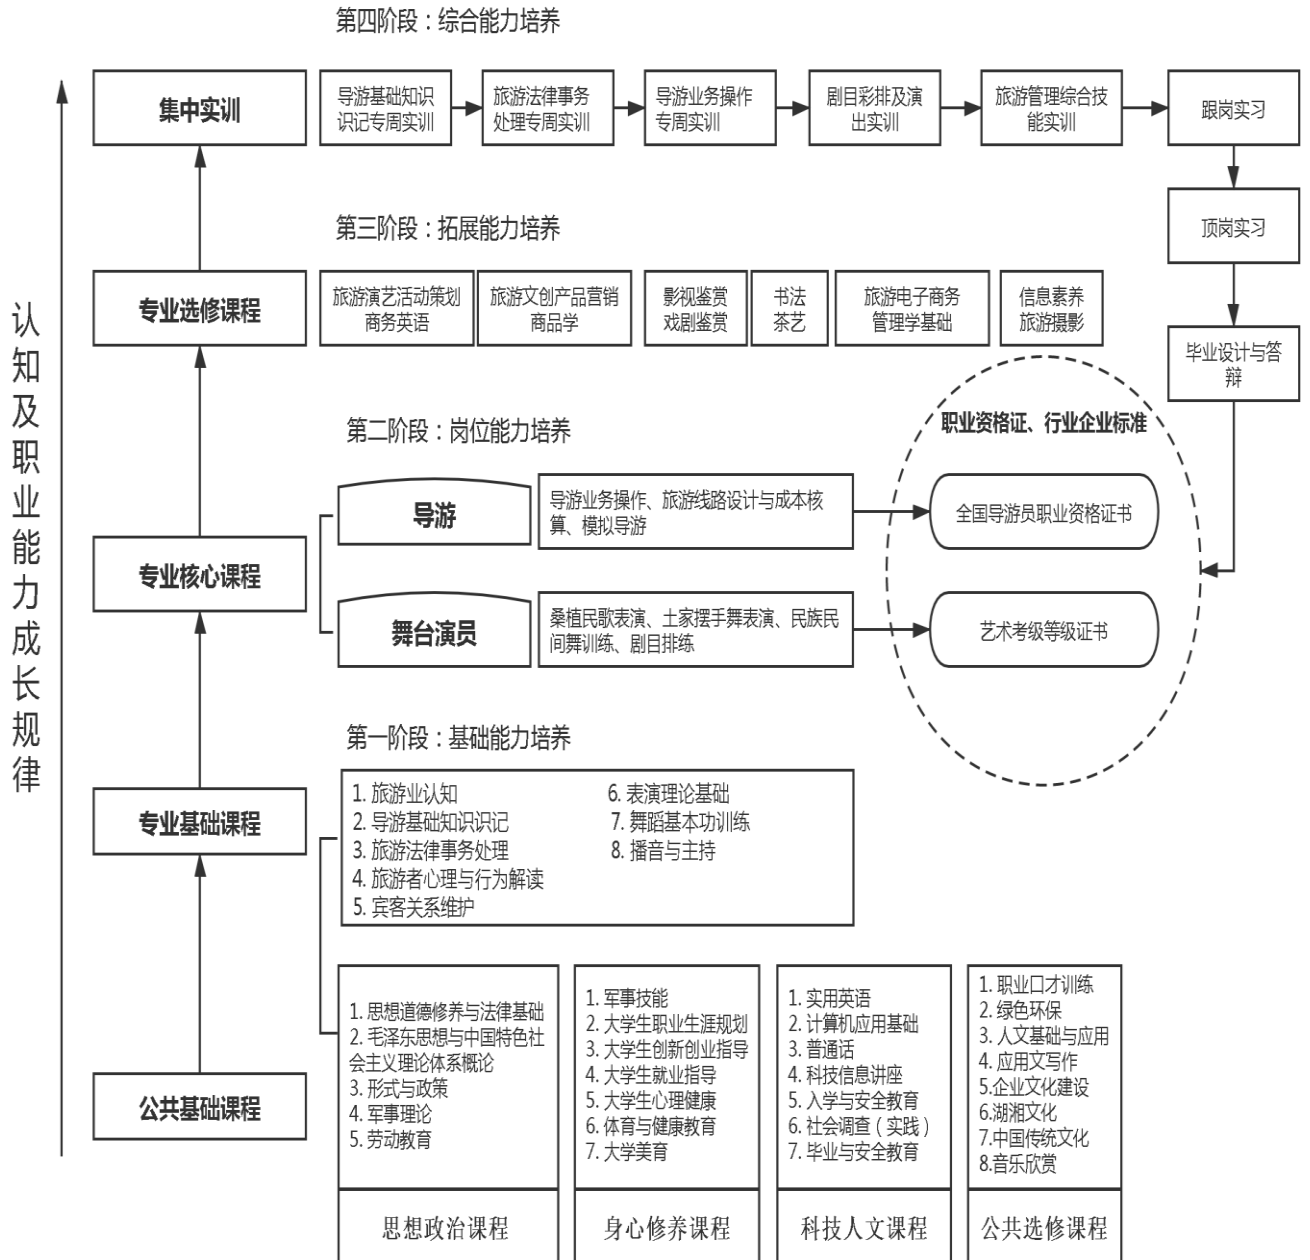 第四阶段：综合能力培养
集中实训
导游基础知识
识记专周实训
旅游法律事务
处理专周实训
导游业务操作
专周实训
剧目彩排及演
出实训
旅游管理综合技
能实训
跟岗实习
顶岗实习
毕业设计与答
辩
第三阶段：拓展能力培养
专业选修课程
旅游演艺活动策划
商务英语
旅游文创产品营销
商品学
影视鉴赏
戏剧鉴赏
书法
茶艺
旅游电子商务
管理学基础
信息素养
旅游摄影
认知及职业能力成长规律
第二阶段：岗位能力培养
职业资格证、行业企业标准
专业核心课程
导游
导游业务操作、旅游线路设计与成本核
算、模拟导游
全国导游员职业资格证书
舞台演员
桑植民歌表演、土家摆手舞表演、民族民
间舞训练、剧目排练
艺术考级等级证书
第一阶段：基础能力培养
专业基础课程
1. 旅游业认知
2. 导游基础知识识记
3. 旅游法律事务处理
4. 旅游者心理与行为解读
5. 宾客关系维护
6. 表演理论基础
7. 舞蹈基本功训练
8. 播音与主持
公共基础课程
1. 思想道德修养与法律基础
2. 毛泽东思想与中国特色社
会主义理论体系概论
3. 形式与政策
4. 军事理论
5. 劳动教育
思想政治课程
1. 军事技能
2. 大学生职业生涯规划
3. 大学生创新创业指导
4. 大学生就业指导
5. 大学生心理健康
6. 体育与健康教育
7. 大学美育
身心修养课程
1. 实用英语
2. 计算机应用基础
3. 普通话
4. 科技信息讲座
5. 入学与安全教育
6. 社会调查（实践）
7. 毕业与安全教育
科技人文课程
1. 职业口才训练
2. 绿色环保
3. 人文基础与应用
4. 应用文写作
5.企业文化建设
6.湖湘文化
7.中国传统文化
8.音乐欣赏
公共选修课程